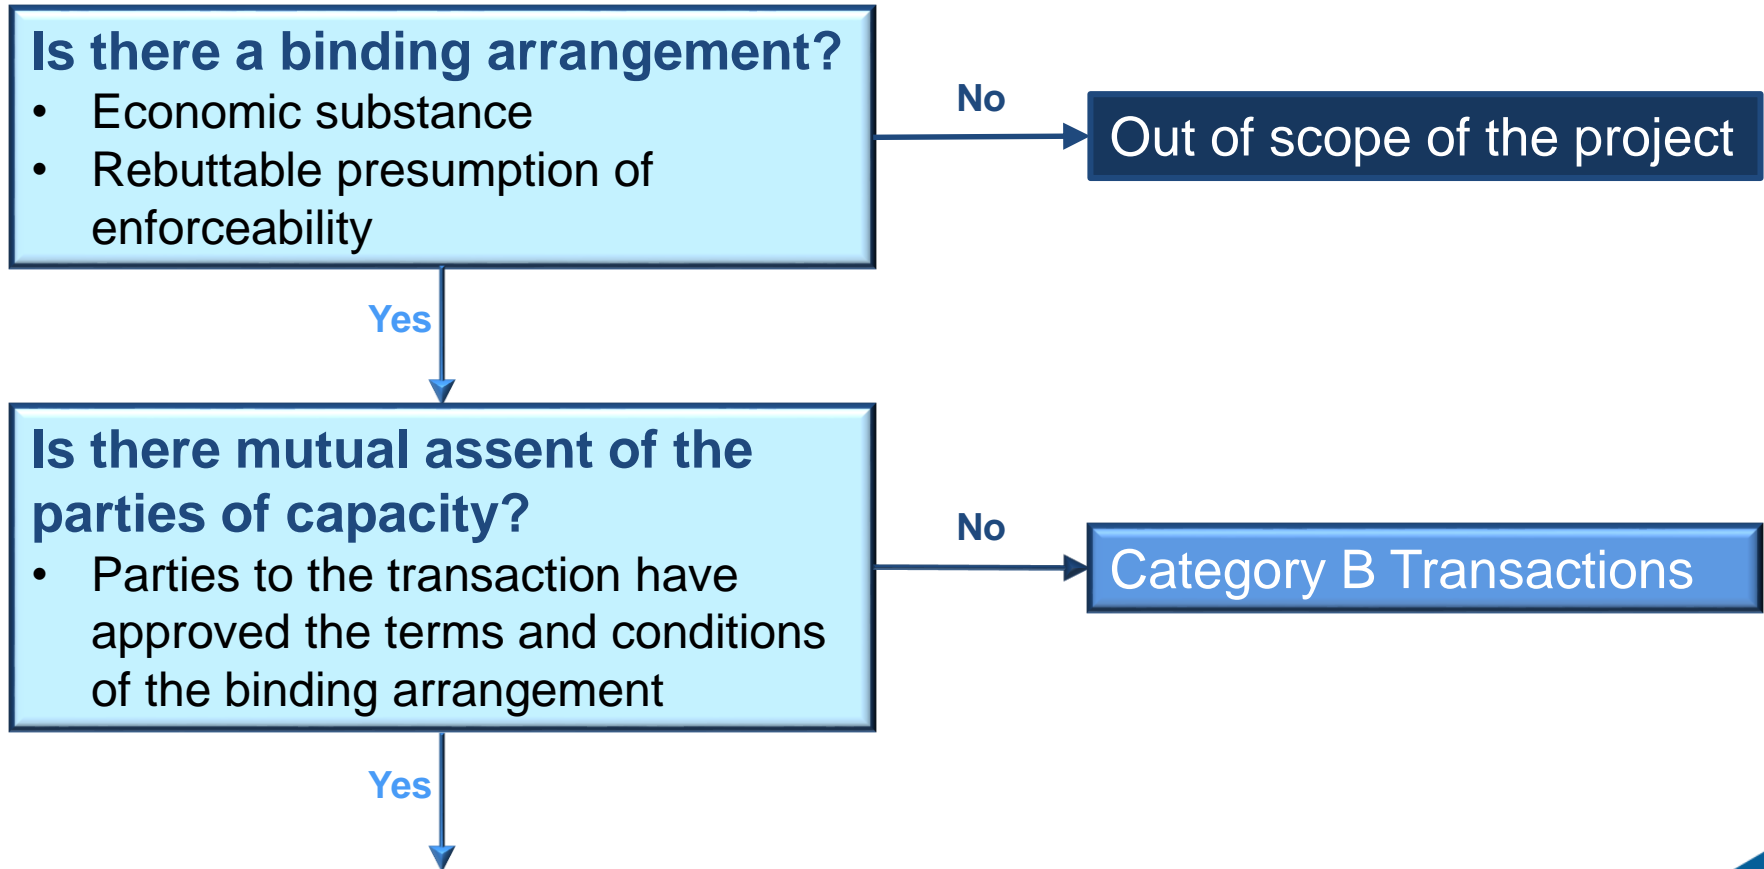 Is there a binding arrangement?
• Economic substance
• Rebuttable presumption of
enforceability
No
Out of scope of the project
Yes
Is there mutual assent of the
parties of capacity?
• Parties to the transaction have
approved the terms and conditions
of the binding arrangement
No
Category B Transactions
Yes